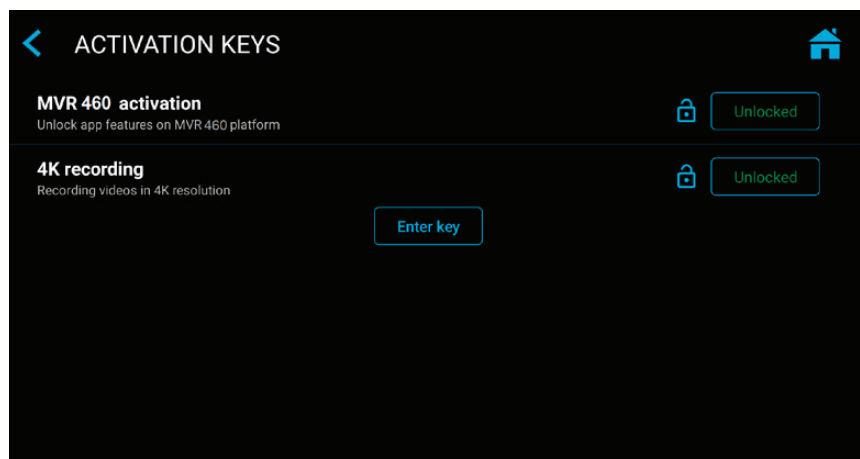 ACTIVATION KEYS
MVR 460 activation
Unlock app features on MVR 460 platform
Unlocked
4K recording
Recording videos in 4K resolution
Unlocked
Enter key